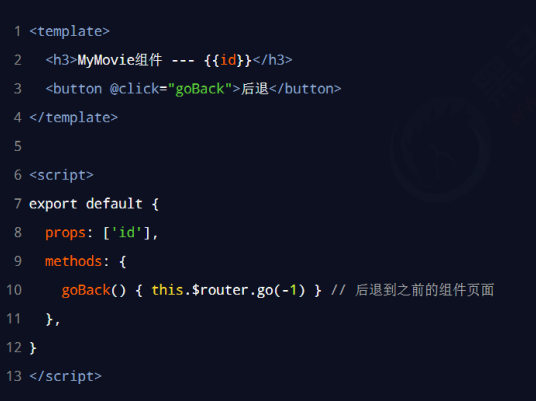 1 <template>
2   <h3>MyMovie组件 --- {{id}}</h3>
3   <button @click="goBack">后退</button>
4 </template>
5
6 <script>
7 export default {
8   props: ['id'],
9   methods: {
10     goBack() { this.$router.go(-1) } // 后退到之前的组件页面
11   },
12 }
13 </script>